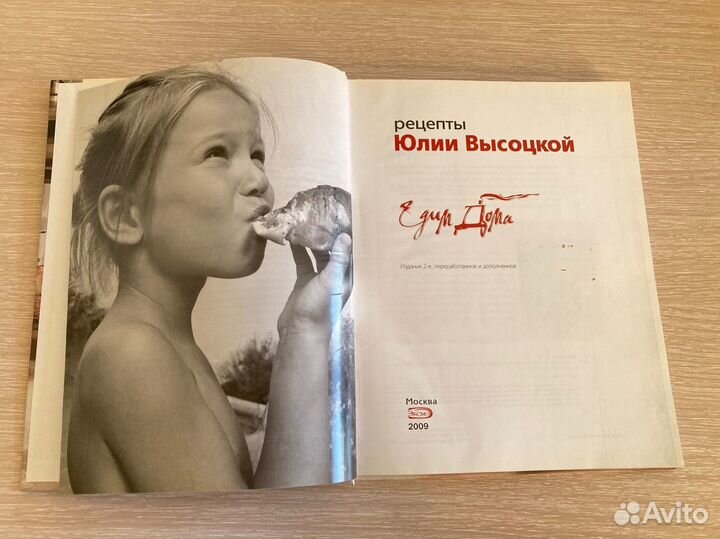 рецепты
Юлии Высоцкой
Едим Дома
Издание 2-е, переработанное и дополненное
Москва
ЭКСМО
2009
Avito